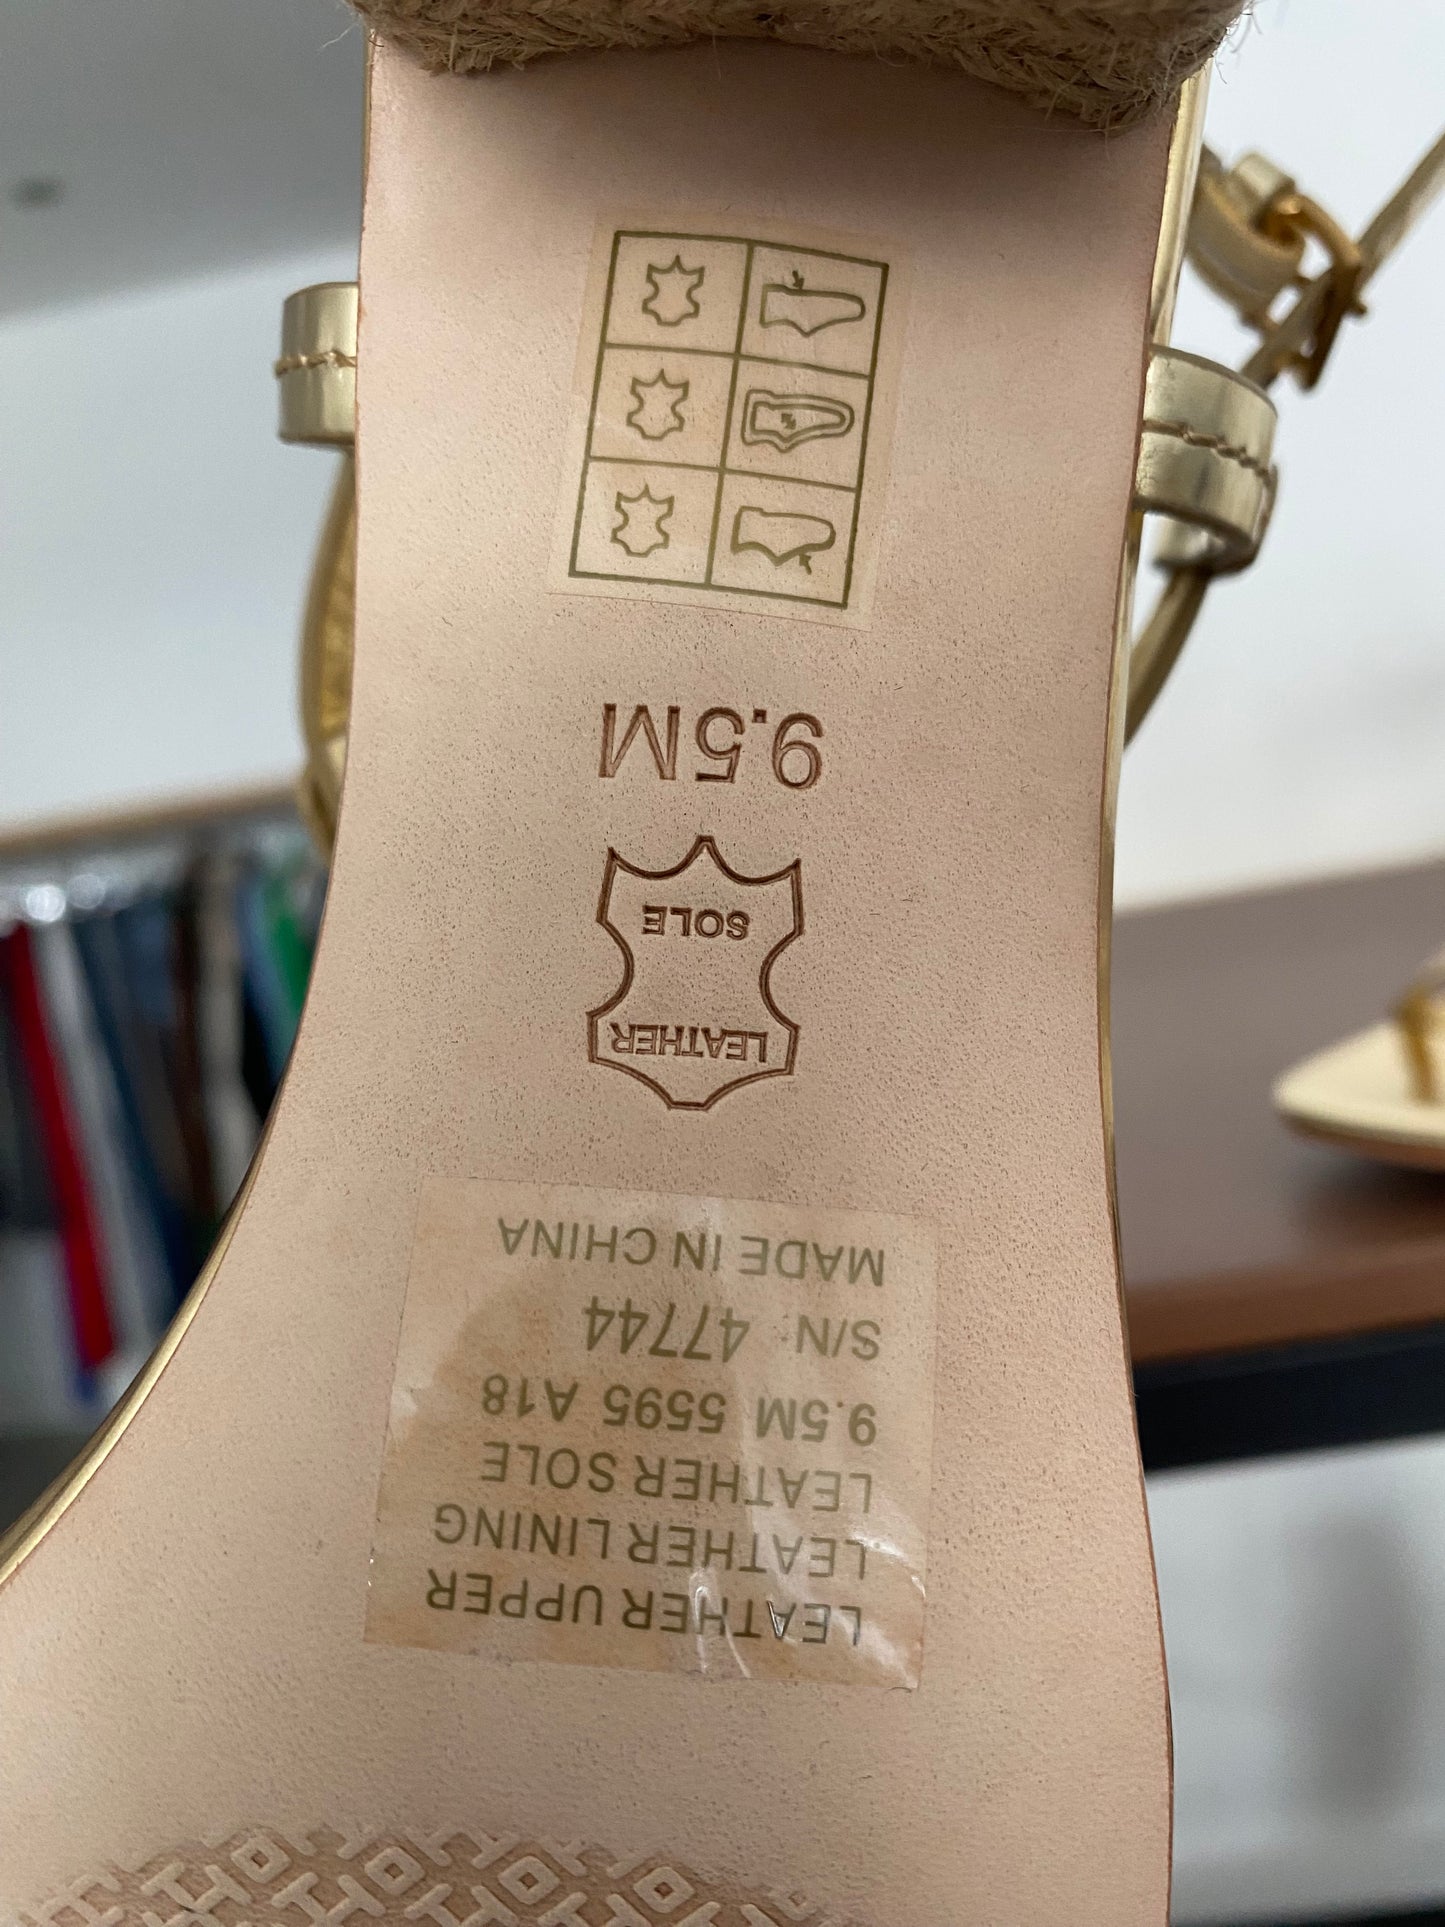 LEATHER UPPER
LEATHER LINING
LEATHER SOLE
9.5M 5595 A18
S/N: 47744
MADE IN CHINA
LEATHER
SOLE
9.5M